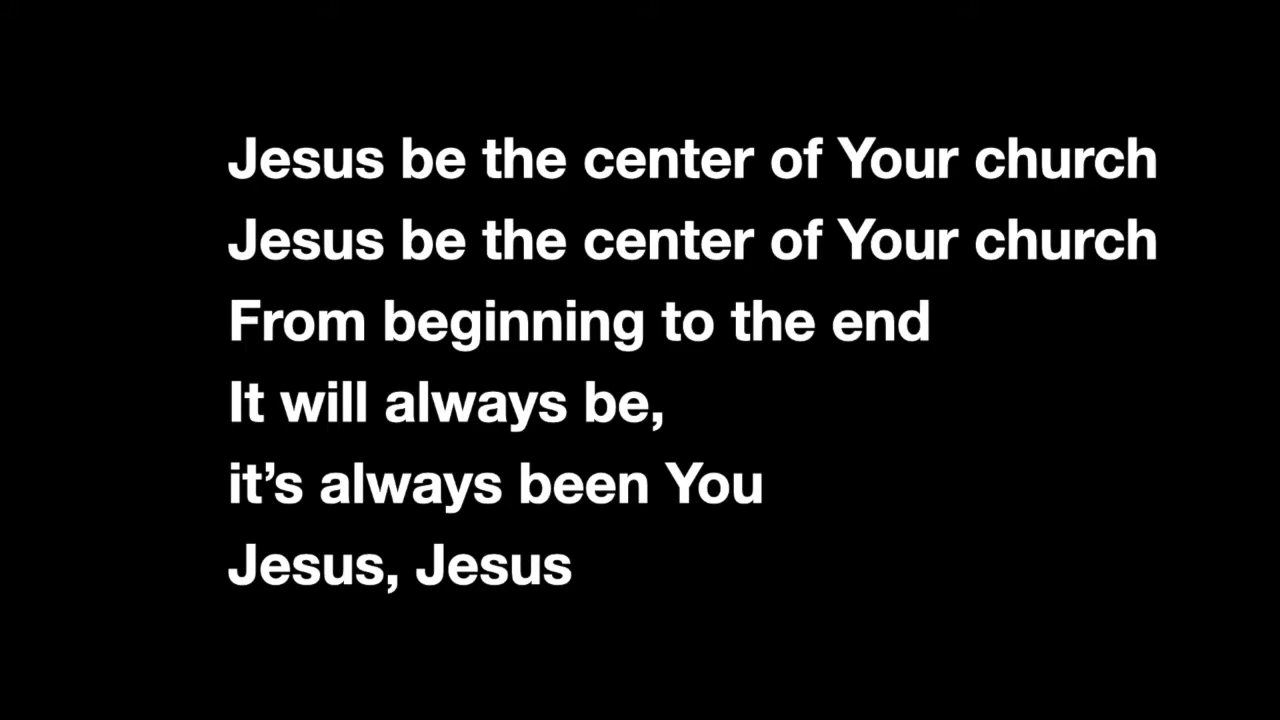 Jesus be the center of Your church
Jesus be the center of Your church
From beginning to the end
It will always be,
it’s always been You
Jesus, Jesus